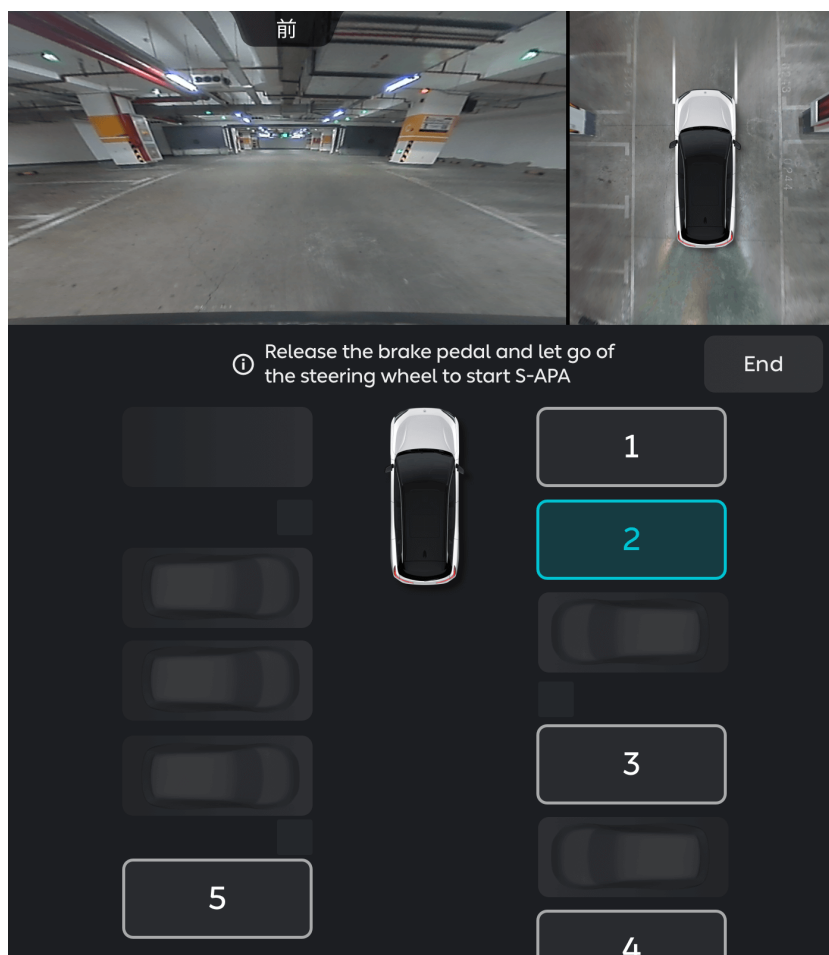 前
Release the brake pedal and let go of
the steering wheel to start S-APA
End
1
2
3
5
4